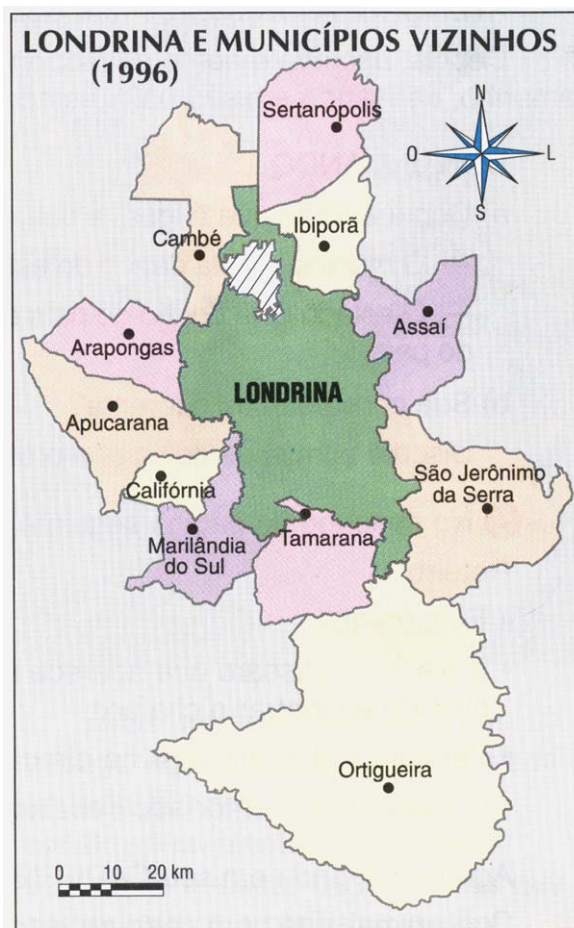 LONDRINA E MUNICÍPIOS VIZINHOS
(1996)
Sertanópolis
N
O
L
S
Ibiporã
Cambé
Assaí
Arapongas
LONDRINA
Apucarana
Califórnia
São Jerônimo
da Serra
Marilândia
do Sul
Tamarana
Ortigueira
0 10 20 km